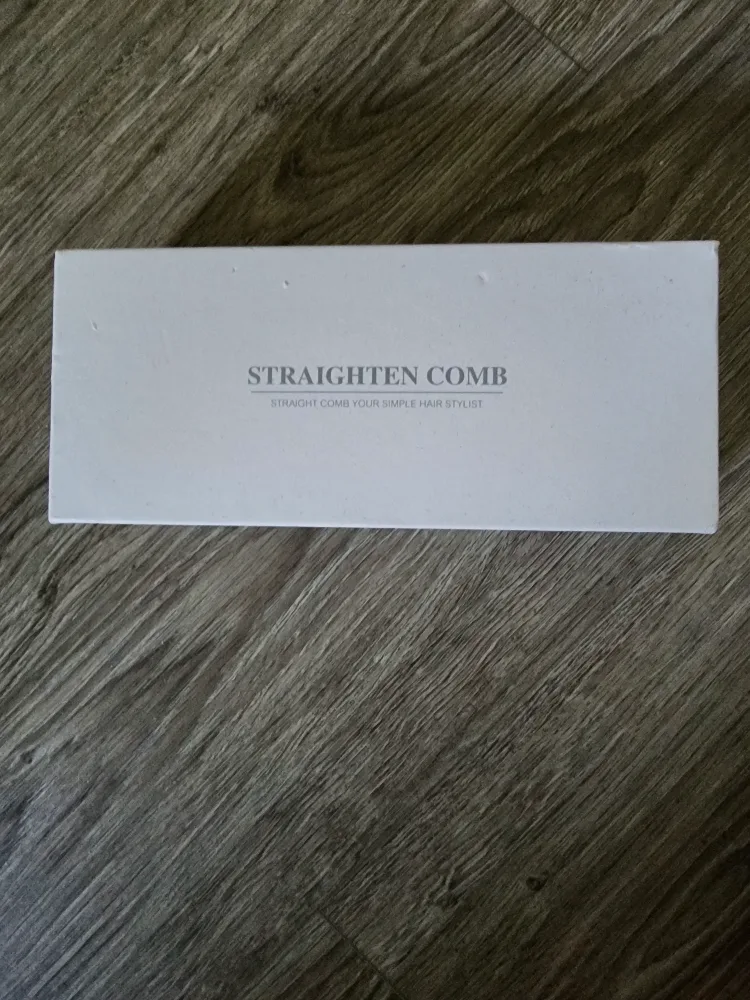 STRAIGHTEN COMB
STRAIGHT COMB YOUR SIMPLE HAIR STYLIST